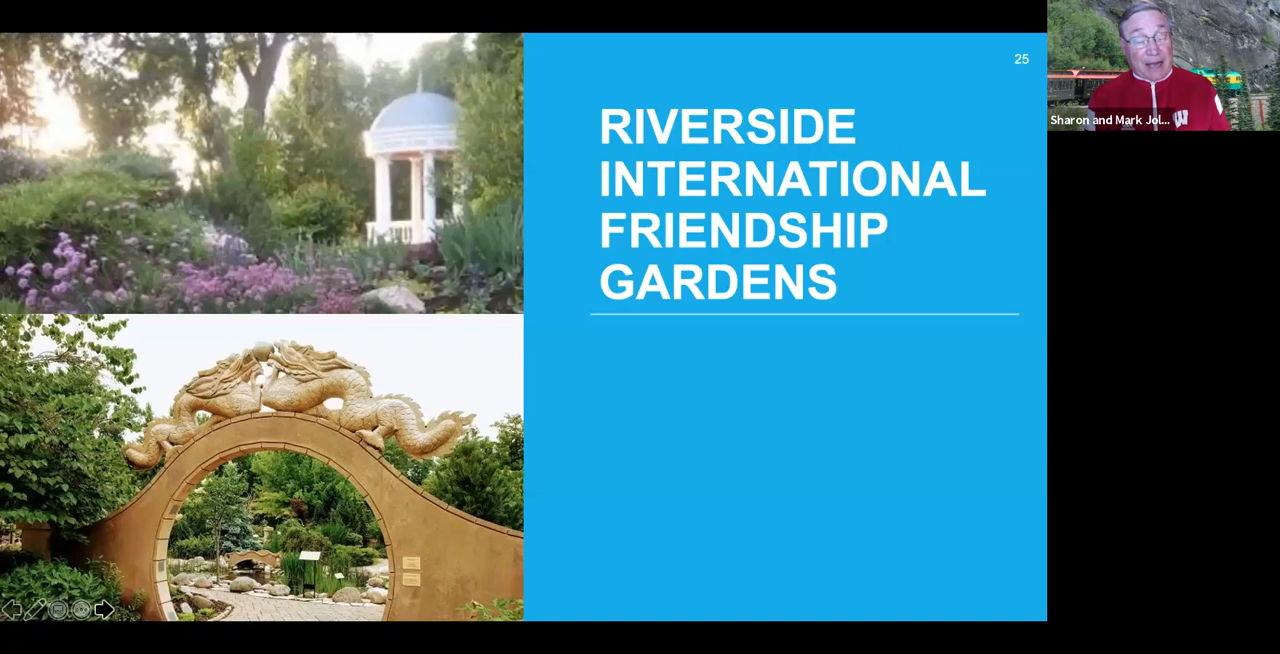 25
RIVERSIDE
INTERNATIONAL
FRIENDSHIP
GARDENS
Sharon and Mark Jol...
W